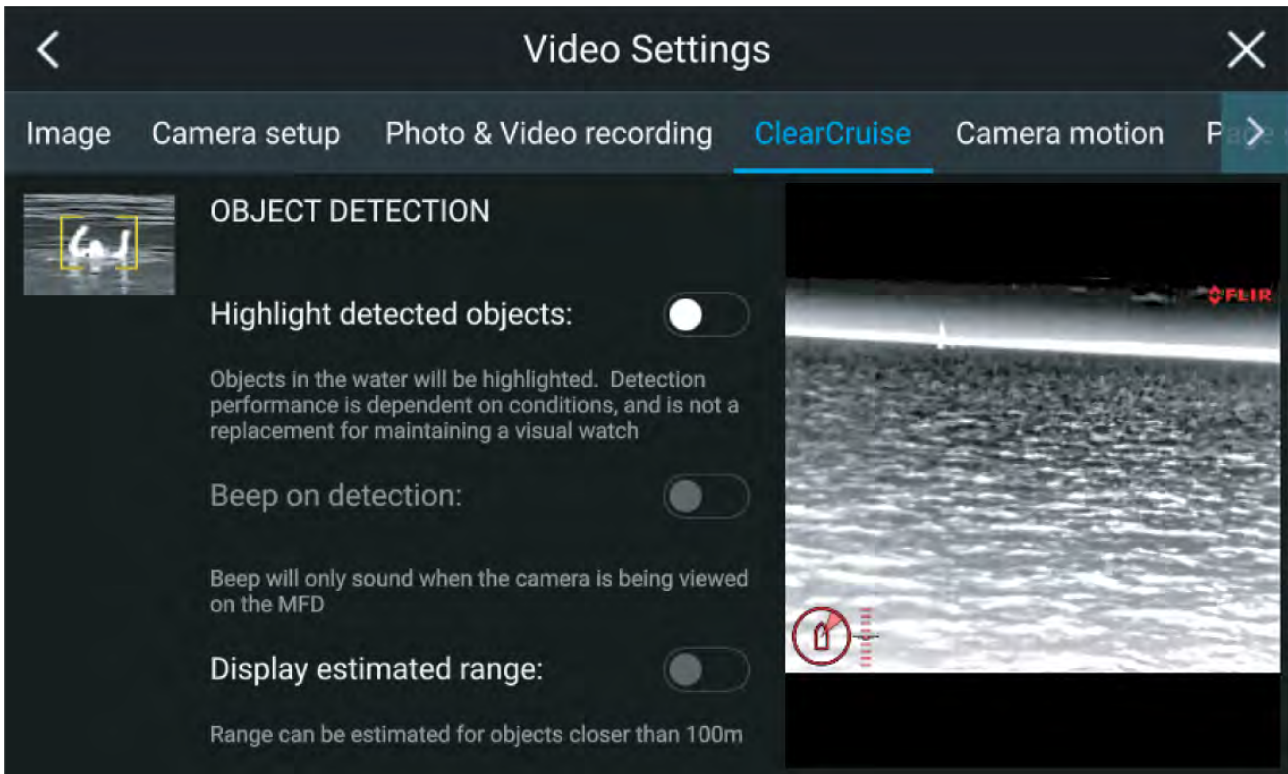 Video Settings
Image Camera setup Photo & Video recording ClearCruise Camera motion
OBJECT DETECTION
Highlight detected objects:
Objects in the water will be highlighted. Detection
performance is dependent on conditions, and is not a
replacement for maintaining a visual watch
Beep on detection:
Beep will only sound when the camera is being viewed
on the MFD
Display estimated range:
Range can be estimated for objects closer than 100m
FLIR